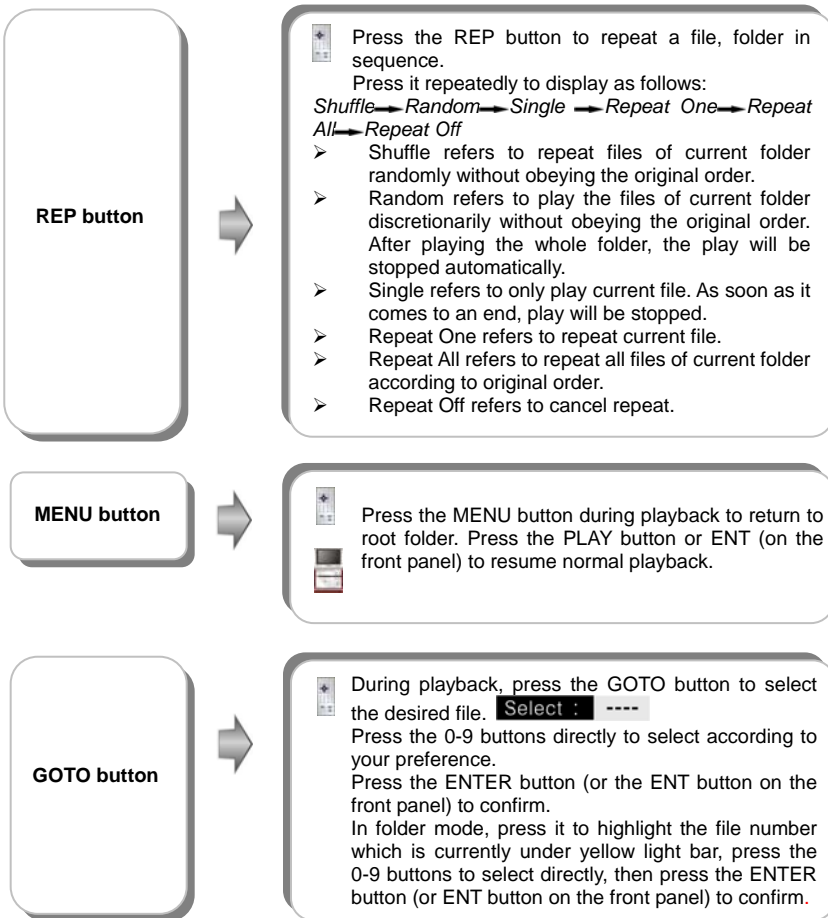 REP button
Press the REP button to repeat a file, folder in
sequence.
Press it repeatedly to display as follows:
Shuffle→Random→Single →Repeat One→Repeat
All→Repeat Off
➢ Shuffle refers to repeat files of current folder
randomly without obeying the original order.
➢ Random refers to play the files of current folder
discretionarily without obeying the original order.
After playing the whole folder, the play will be
stopped automatically.
➢ Single refers to only play current file. As soon as it
comes to an end, play will be stopped.
➢ Repeat One refers to repeat current file.
➢ Repeat All refers to repeat all files of current folder
according to original order.
➢ Repeat Off refers to cancel repeat.
MENU button
Press the MENU button during playback to return to
root folder. Press the PLAY button or ENT (on the
front panel) to resume normal playback.
GOTO button
During playback, press the GOTO button to select
the desired file. Select : ----
Press the 0-9 buttons directly to select according to
your preference.
Press the ENTER button (or the ENT button on the
front panel) to confirm.
In folder mode, press it to highlight the file number
which is currently under yellow light bar, press the
0-9 buttons to select directly, then press the ENTER
button (or ENT button on the front panel) to confirm.